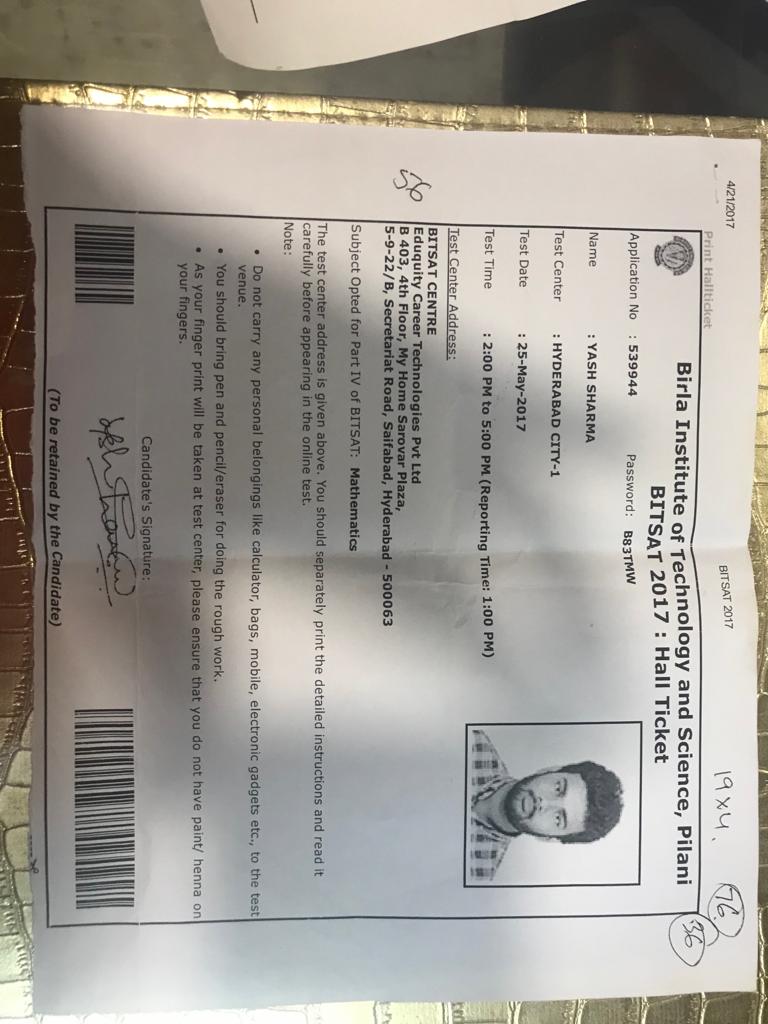 4/21/2017
BITSAT 2017
19x4.
76
36
Print Hallticket
Birla Institute of Technology and Science, Pilani
BITSAT 2017 : Hall Ticket
Application No : 539944 Password: B83TMW
Name : YASH SHARMA
Test Center : HYDERABAD CITY-1
Test Date : 25-May-2017
Test Time : 2:00 PM to 5:00 PM (Reporting Time: 1:00 PM)
Test Center Address:
BITSAT CENTRE
Eduquity Career Technologies Pvt Ltd
B 403, 4th Floor, My Home Sarovar Plaza,
5-9-22/B, Secretariat Road, Saifabad, Hyderabad - 500063
576
Subject Opted for Part IV of BITSAT: Mathematics
The test center address is given above. You should separately print the detailed instructions and read it
carefully before appearing in the online test.
Note:
• Do not carry any personal belongings like calculator, bags, mobile, electronic gadgets etc., to the test
venue.
• You should bring pen and pencil/eraser for doing the rough work.
• As your finger print will be taken at test center, please ensure that you do not have paint/ henna on
your fingers.
Candidate's Signature:
(To be retained by the Candidate)